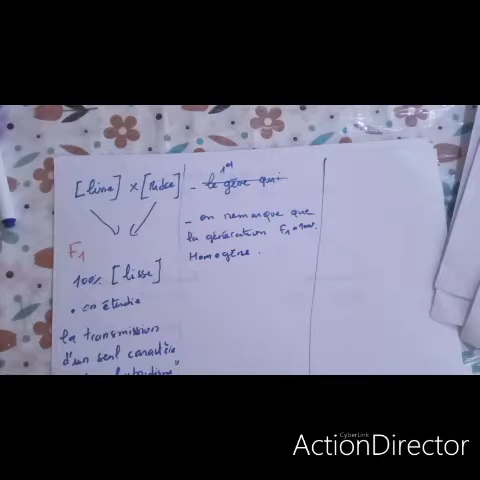 [lisse] x [Ridée]
F1
100% [lisse]
• on étudie
la transmission
d'un seul caractère
1er
- le gène qui
- on remarque que
la génération F1 100%
Homogène.
CyberLink
ActionDirector